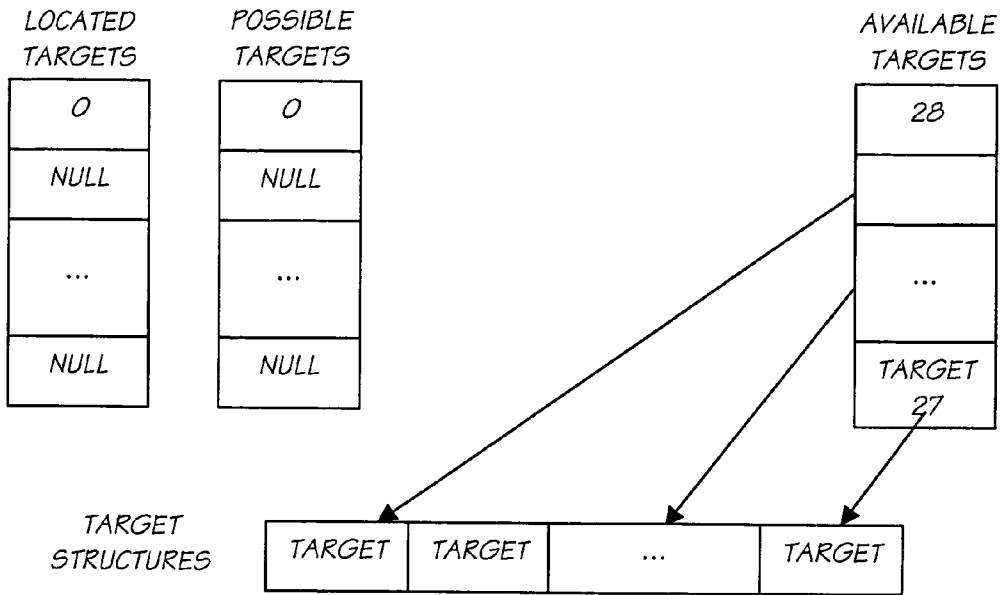 LOCATED
TARGETS
POSSIBLE
TARGETS
AVAILABLE
TARGETS
0
NULL
...
NULL
0
NULL
...
NULL
28
...
TARGET
27
TARGET
STRUCTURES
TARGET
TARGET
...
TARGET